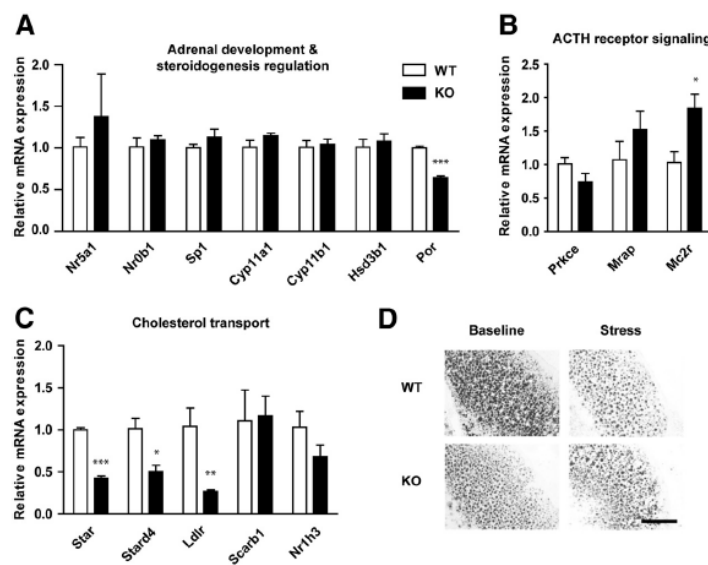 A
Adrenal development &
steroidogenesis regulation
WT
KO
Relative mRNA expression
2.0
1.5
1.0
0.5
0.0
***
Nr5a1
Nr0b1
Sp1
Cyp11a1
Cyp11b1
Hsd3b1
Por
B
ACTH receptor signaling
Relative mRNA expression
2.5
2.0
1.5
1.0
0.5
0.0
*
Prkce
Mrap
Mc2r
C
Cholesterol transport
Relative mRNA expression
2.0
1.5
1.0
0.5
0.0
***
*
**
Star
Stard4
Ldlr
Scarb1
Nr1h3
D
Baseline
Stress
WT
KO